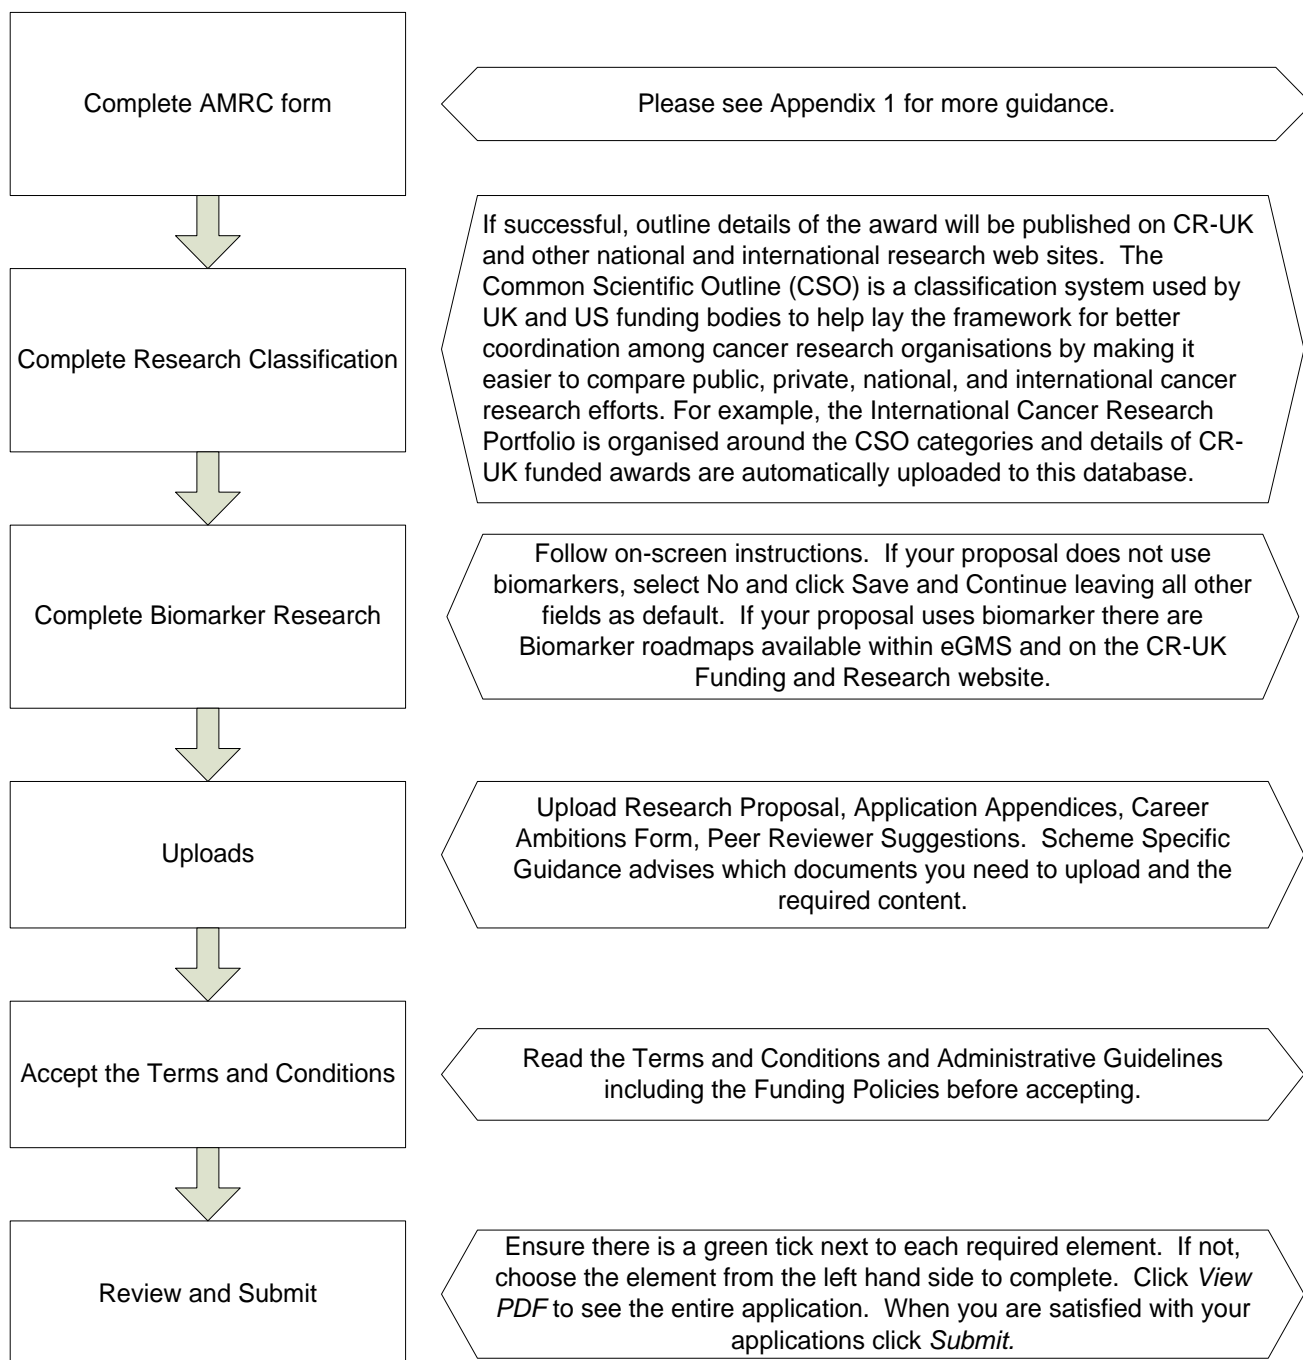 Complete AMRC form
Please see Appendix 1 for more guidance.
If successful, outline details of the award will be published on CR-UK
and other national and international research web sites.  The
Common Scientific Outline (CSO) is a classification system used by
UK and US funding bodies to help lay the framework for better
coordination among cancer research organisations by making it
easier to compare public, private, national, and international cancer
research efforts. For example, the International Cancer Research
Portfolio is organised around the CSO categories and details of CR-
UK funded awards are automatically uploaded to this database.
Complete Research Classification
Follow on-screen instructions.  If your proposal does not use
biomarkers, select No and click Save and Continue leaving all other
fields as default.  If your proposal uses biomarker there are
Biomarker roadmaps available within eGMS and on the CR-UK
Funding and Research website.
Complete Biomarker Research
Upload Research Proposal, Application Appendices, Career
Ambitions Form, Peer Reviewer Suggestions.  Scheme Specific
Guidance advises which documents you need to upload and the
required content.
Uploads
Accept the Terms and Conditions
Read the Terms and Conditions and Administrative Guidelines
including the Funding Policies before accepting.
Review and Submit
Ensure there is a green tick next to each required element.  If not,
choose the element from the left hand side to complete.  Click View
PDF to see the entire application.  When you are satisfied with your
applications click Submit.